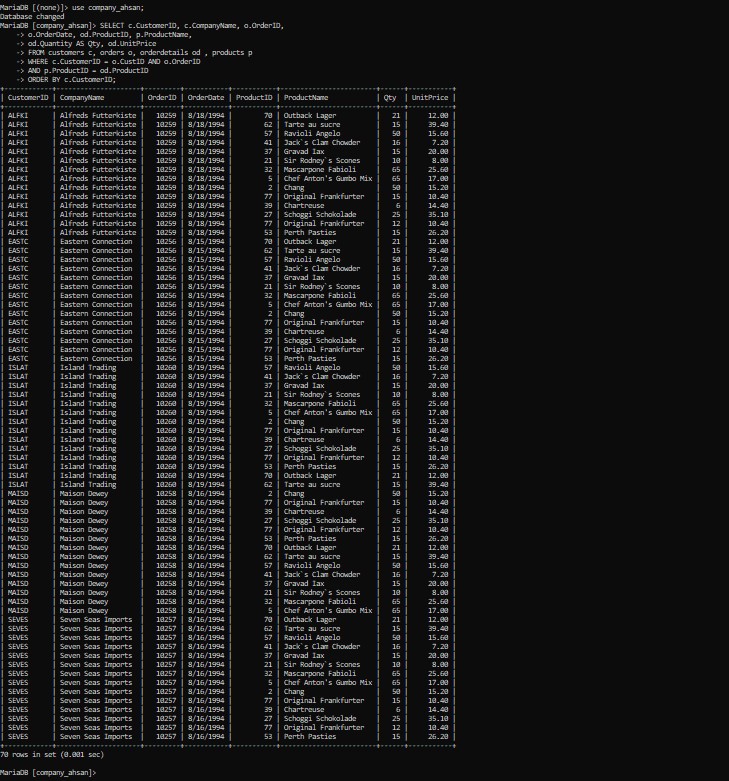 MariaDB [(none)]> use company_ahsan;
Database changed
MariaDB [company_ahsan]> SELECT c.CustomerID, c.CompanyName, o.OrderID,
    -> o.OrderDate, od.ProductID, p.ProductName,
    -> od.Quantity AS Qty, od.UnitPrice
    -> FROM customers c, orders o, orderdetails od , products p
    -> WHERE c.CustomerID = o.CustID AND o.OrderID
    -> AND p.ProductID = od.ProductID
    -> ORDER BY c.CustomerID;
| CustomerID | CompanyName | OrderID | OrderDate | ProductID | ProductName | Qty | UnitPrice |
| ALFKI | Alfreds Futterkiste | 10259 | 8/18/1994 | 70 | Outback Lager | 21 | 12.00 |
| ALFKI | Alfreds Futterkiste | 10259 | 8/18/1994 | 62 | Tarte au sucre | 15 | 39.40 |
| ALFKI | Alfreds Futterkiste | 10259 | 8/18/1994 | 57 | Ravioli Angelo | 50 | 15.60 |
| ALFKI | Alfreds Futterkiste | 10259 | 8/18/1994 | 41 | Jack`s Clam Chowder | 16 | 7.20 |
| ALFKI | Alfreds Futterkiste | 10259 | 8/18/1994 | 37 | Gravad Iax | 15 | 20.00 |
| ALFKI | Alfreds Futterkiste | 10259 | 8/18/1994 | 21 | Sir Rodney`s Scones | 10 | 8.00 |
| ALFKI | Alfreds Futterkiste | 10259 | 8/18/1994 | 32 | Mascarpone Fabioli | 65 | 25.60 |
| ALFKI | Alfreds Futterkiste | 10259 | 8/18/1994 | 5 | Chef Anton's Gumbo Mix | 65 | 17.00 |
| ALFKI | Alfreds Futterkiste | 10259 | 8/18/1994 | 2 | Chang | 50 | 15.20 |
| ALFKI | Alfreds Futterkiste | 10259 | 8/18/1994 | 77 | Original Frankfurter | 15 | 10.40 |
| ALFKI | Alfreds Futterkiste | 10259 | 8/18/1994 | 39 | Chartreuse | 6 | 14.40 |
| ALFKI | Alfreds Futterkiste | 10259 | 8/18/1994 | 27 | Schoggi Schokolade | 25 | 35.10 |
| ALFKI | Alfreds Futterkiste | 10259 | 8/18/1994 | 77 | Original Frankfurter | 12 | 10.40 |
| ALFKI | Alfreds Futterkiste | 10259 | 8/18/1994 | 53 | Perth Pasties | 15 | 26.20 |
| EASTC | Eastern Connection | 10256 | 8/15/1994 | 70 | Outback Lager | 21 | 12.00 |
| EASTC | Eastern Connection | 10256 | 8/15/1994 | 62 | Tarte au sucre | 15 | 39.40 |
| EASTC | Eastern Connection | 10256 | 8/15/1994 | 57 | Ravioli Angelo | 50 | 15.60 |
| EASTC | Eastern Connection | 10256 | 8/15/1994 | 41 | Jack`s Clam Chowder | 16 | 7.20 |
| EASTC | Eastern Connection | 10256 | 8/15/1994 | 37 | Gravad Iax | 15 | 20.00 |
| EASTC | Eastern Connection | 10256 | 8/15/1994 | 21 | Sir Rodney`s Scones | 10 | 8.00 |
| EASTC | Eastern Connection | 10256 | 8/15/1994 | 32 | Mascarpone Fabioli | 65 | 25.60 |
| EASTC | Eastern Connection | 10256 | 8/15/1994 | 5 | Chef Anton's Gumbo Mix | 65 | 17.00 |
| EASTC | Eastern Connection | 10256 | 8/15/1994 | 2 | Chang | 50 | 15.20 |
| EASTC | Eastern Connection | 10256 | 8/15/1994 | 77 | Original Frankfurter | 15 | 10.40 |
| EASTC | Eastern Connection | 10256 | 8/15/1994 | 39 | Chartreuse | 6 | 14.40 |
| EASTC | Eastern Connection | 10256 | 8/15/1994 | 27 | Schoggi Schokolade | 25 | 35.10 |
| EASTC | Eastern Connection | 10256 | 8/15/1994 | 77 | Original Frankfurter | 12 | 10.40 |
| EASTC | Eastern Connection | 10256 | 8/15/1994 | 53 | Perth Pasties | 15 | 26.20 |
| ISLAT | Island Trading | 10260 | 8/19/1994 | 57 | Ravioli Angelo | 50 | 15.60 |
| ISLAT | Island Trading | 10260 | 8/19/1994 | 41 | Jack`s Clam Chowder | 16 | 7.20 |
| ISLAT | Island Trading | 10260 | 8/19/1994 | 37 | Gravad Iax | 15 | 20.00 |
| ISLAT | Island Trading | 10260 | 8/19/1994 | 21 | Sir Rodney`s Scones | 10 | 8.00 |
| ISLAT | Island Trading | 10260 | 8/19/1994 | 32 | Mascarpone Fabioli | 65 | 25.60 |
| ISLAT | Island Trading | 10260 | 8/19/1994 | 5 | Chef Anton's Gumbo Mix | 65 | 17.00 |
| ISLAT | Island Trading | 10260 | 8/19/1994 | 2 | Chang | 50 | 15.20 |
| ISLAT | Island Trading | 10260 | 8/19/1994 | 77 | Original Frankfurter | 15 | 10.40 |
| ISLAT | Island Trading | 10260 | 8/19/1994 | 39 | Chartreuse | 6 | 14.40 |
| ISLAT | Island Trading | 10260 | 8/19/1994 | 27 | Schoggi Schokolade | 25 | 35.10 |
| ISLAT | Island Trading | 10260 | 8/19/1994 | 77 | Original Frankfurter | 12 | 10.40 |
| ISLAT | Island Trading | 10260 | 8/19/1994 | 53 | Perth Pasties | 15 | 26.20 |
| ISLAT | Island Trading | 10260 | 8/19/1994 | 70 | Outback Lager | 21 | 12.00 |
| ISLAT | Island Trading | 10260 | 8/19/1994 | 62 | Tarte au sucre | 15 | 39.40 |
| MAISD | Maison Dewey | 10258 | 8/16/1994 | 2 | Chang | 50 | 15.20 |
| MAISD | Maison Dewey | 10258 | 8/16/1994 | 77 | Original Frankfurter | 15 | 10.40 |
| MAISD | Maison Dewey | 10258 | 8/16/1994 | 39 | Chartreuse | 6 | 14.40 |
| MAISD | Maison Dewey | 10258 | 8/16/1994 | 27 | Schoggi Schokolade | 25 | 35.10 |
| MAISD | Maison Dewey | 10258 | 8/16/1994 | 77 | Original Frankfurter | 12 | 10.40 |
| MAISD | Maison Dewey | 10258 | 8/16/1994 | 53 | Perth Pasties | 15 | 26.20 |
| MAISD | Maison Dewey | 10258 | 8/16/1994 | 70 | Outback Lager | 21 | 12.00 |
| MAISD | Maison Dewey | 10258 | 8/16/1994 | 62 | Tarte au sucre | 15 | 39.40 |
| MAISD | Maison Dewey | 10258 | 8/16/1994 | 57 | Ravioli Angelo | 50 | 15.60 |
| MAISD | Maison Dewey | 10258 | 8/16/1994 | 41 | Jack`s Clam Chowder | 16 | 7.20 |
| MAISD | Maison Dewey | 10258 | 8/16/1994 | 37 | Gravad Iax | 15 | 20.00 |
| MAISD | Maison Dewey | 10258 | 8/16/1994 | 21 | Sir Rodney`s Scones | 10 | 8.00 |
| MAISD | Maison Dewey | 10258 | 8/16/1994 | 32 | Mascarpone Fabioli | 65 | 25.60 |
| MAISD | Maison Dewey | 10258 | 8/16/1994 | 5 | Chef Anton's Gumbo Mix | 65 | 17.00 |
| SEVES | Seven Seas Imports | 10257 | 8/16/1994 | 70 | Outback Lager | 21 | 12.00 |
| SEVES | Seven Seas Imports | 10257 | 8/16/1994 | 62 | Tarte au sucre | 15 | 39.40 |
| SEVES | Seven Seas Imports | 10257 | 8/16/1994 | 57 | Ravioli Angelo | 50 | 15.60 |
| SEVES | Seven Seas Imports | 10257 | 8/16/1994 | 41 | Jack`s Clam Chowder | 16 | 7.20 |
| SEVES | Seven Seas Imports | 10257 | 8/16/1994 | 37 | Gravad Iax | 15 | 20.00 |
| SEVES | Seven Seas Imports | 10257 | 8/16/1994 | 21 | Sir Rodney`s Scones | 10 | 8.00 |
| SEVES | Seven Seas Imports | 10257 | 8/16/1994 | 32 | Mascarpone Fabioli | 65 | 25.60 |
| SEVES | Seven Seas Imports | 10257 | 8/16/1994 | 5 | Chef Anton's Gumbo Mix | 65 | 17.00 |
| SEVES | Seven Seas Imports | 10257 | 8/16/1994 | 2 | Chang | 50 | 15.20 |
| SEVES | Seven Seas Imports | 10257 | 8/16/1994 | 77 | Original Frankfurter | 15 | 10.40 |
| SEVES | Seven Seas Imports | 10257 | 8/16/1994 | 39 | Chartreuse | 6 | 14.40 |
| SEVES | Seven Seas Imports | 10257 | 8/16/1994 | 27 | Schoggi Schokolade | 25 | 35.10 |
| SEVES | Seven Seas Imports | 10257 | 8/16/1994 | 77 | Original Frankfurter | 12 | 10.40 |
| SEVES | Seven Seas Imports | 10257 | 8/16/1994 | 53 | Perth Pasties | 15 | 26.20 |
70 rows in set (0.001 sec)
MariaDB [company_ahsan]>